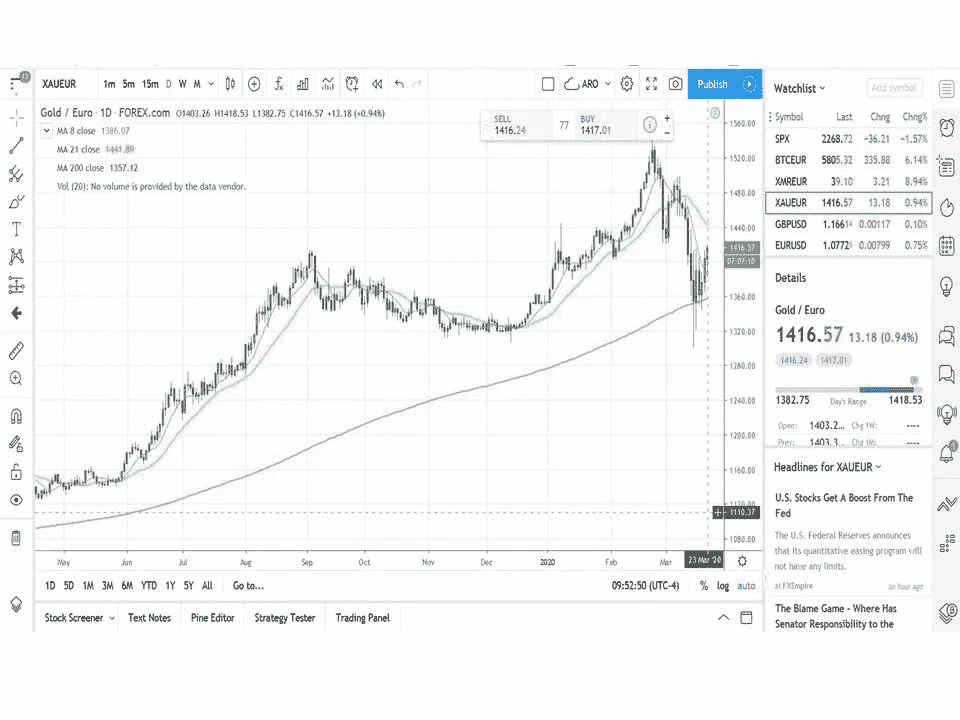 17
XAUEUR 1m 5m 15m D W M ARO Publish
Gold / Euro · 1D · FOREX.com O1403.26 H1418.53 L1382.75 C1416.57 +13.18 (+0.94%)
MA 8 close 1386.07
MA 21 close 1441.89
MA 200 close 1357.12
Vol (20): No volume is provided by the data vendor.
SELL
1416.24
77
BUY
1417.01
1560.00
1520.00
1480.00
1440.00
1416.57
07:07:10
1360.00
1320.00
1280.00
1240.00
1200.00
1160.00
1110.37
1080.00
May Jun Jul Aug Sep Oct Nov Dec 2020 Feb Mar 23 Mar '20
1D 5D 1M 3M 6M YTD 1Y 5Y All Go to... 09:52:50 (UTC-4) % log auto
Stock Screener Text Notes Pine Editor Strategy Tester Trading Panel
Watchlist Add symbol
Symbol Last Chng Chng%
SPX 2268.72 −36.21 −1.57%
BTCEUR 5805.32 335.88 6.14%
XMREUR 39.10 3.21 8.94%
XAUEUR 1416.57 13.18 0.94%
GBPUSD 1.16614 0.00117 0.10%
EURUSD 1.0772 0.00799 0.75%
Details
Gold / Euro
1416.57 13.18 (0.94%)
1416.24 1417.01
1382.75 Day's Range 1418.53
Open: 1403.2... Chg 1W: ----
Prev: 1403.3... Chg 1M: ----
Headlines for XAUEUR
U.S. Stocks Get A Boost From The
Fed
The U.S. Federal Reserves announces
that its quantitative easing program will
not have any limits.
at FXEmpire an hour ago
The Blame Game - Where Has
Senator Responsibility to the
1